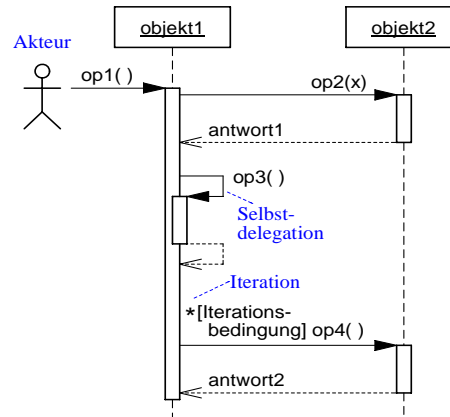 objekt1
objekt2
Akteur
op1( )
op2(x)
antwort1
op3( )
Selbst-
delegation
Iteration
*[Iterations-
bedingung] op4( )
antwort2